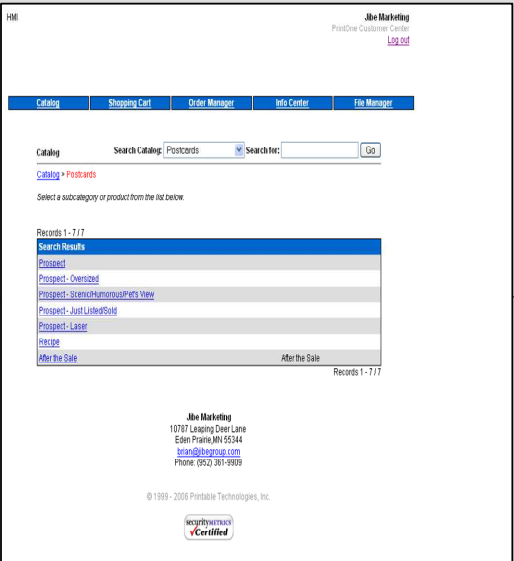 HMI
Jibe Marketing
PrintOne Customer Center
Log out
Catalog Shopping Cart Order Manager Info Center File Manager
Catalog Search Catalog: Postcards Search for: Go
Catalog > Postcards
Select a subcategory or product from the list below.
Records 1 - 7 / 7
Search Results
Prospect
Prospect - Oversized
Prospect - Scenic/Humorous/Pet's View
Prospect - Just Listed/Sold
Prospect - Laser
Recipe
After the Sale After the Sale
Records 1 - 7 / 7
Jibe Marketing
10787 Leaping Deer Lane
Eden Prairie,MN 55344
brian@jibegroup.com
Phone: (952) 361-9909
© 1999 - 2006 Printable Technologies, Inc.
securityMETRICS
Certified